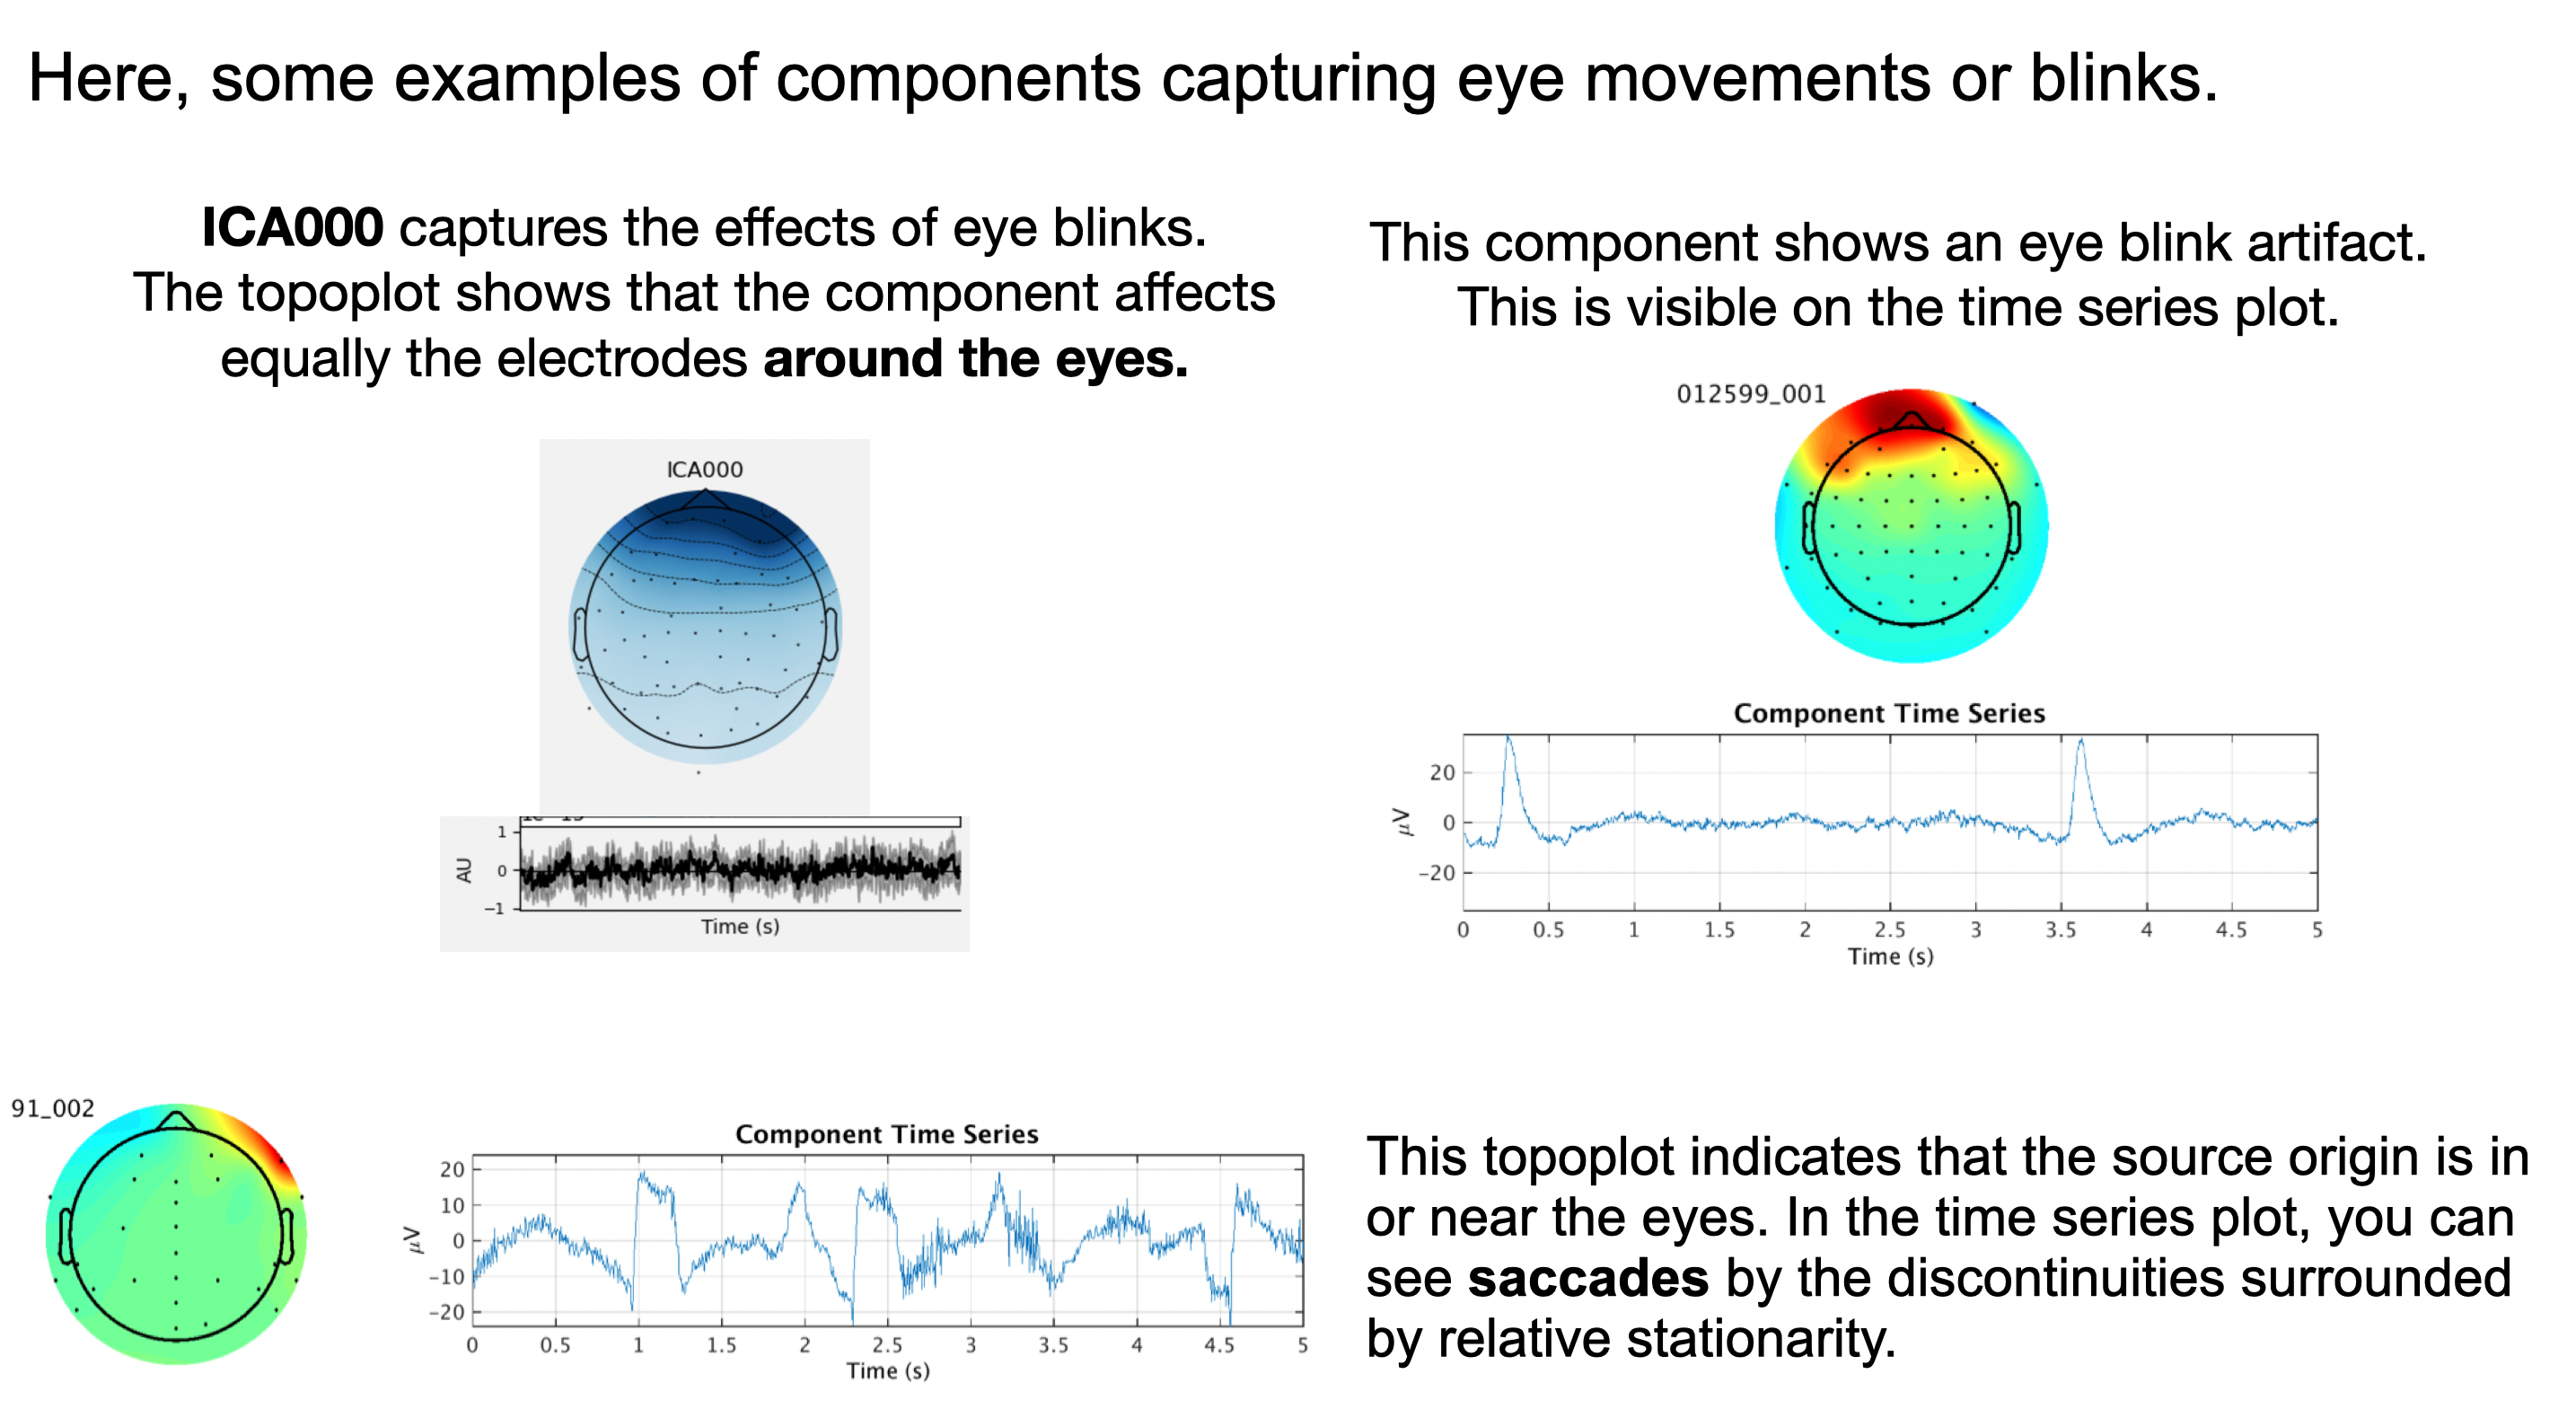 Here, some examples of components capturing eye movements or blinks.
ICA000 captures the effects of eye blinks.
The topoplot shows that the component affects
equally the electrodes around the eyes.
ICA000
1
0
−1
AU
Time (s)
This component shows an eye blink artifact.
This is visible on the time series plot.
012599_001
Component Time Series
20
0
−20
μV
0 0.5 1 1.5 2 2.5 3 3.5 4 4.5 5
Time (s)
91_002
Component Time Series
20
10
0
−10
−20
μV
0 0.5 1 1.5 2 2.5 3 3.5 4 4.5 5
Time (s)
This topoplot indicates that the source origin is in
or near the eyes. In the time series plot, you can
see saccades by the discontinuities surrounded
by relative stationarity.